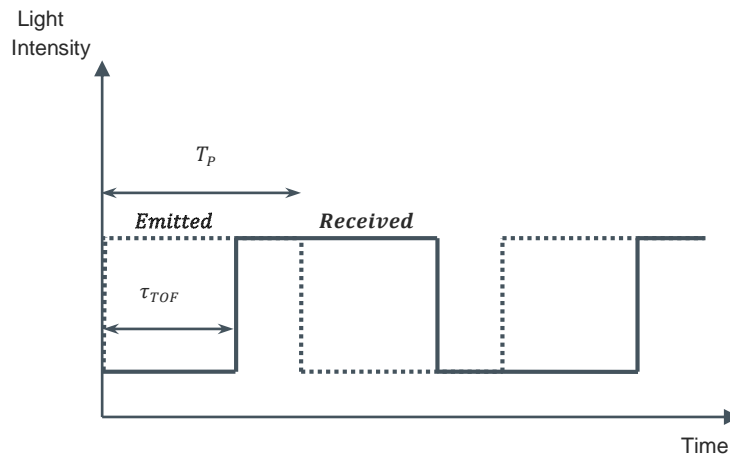 Light
Intensity
T_P
Emitted Received
τ_TOF
Time